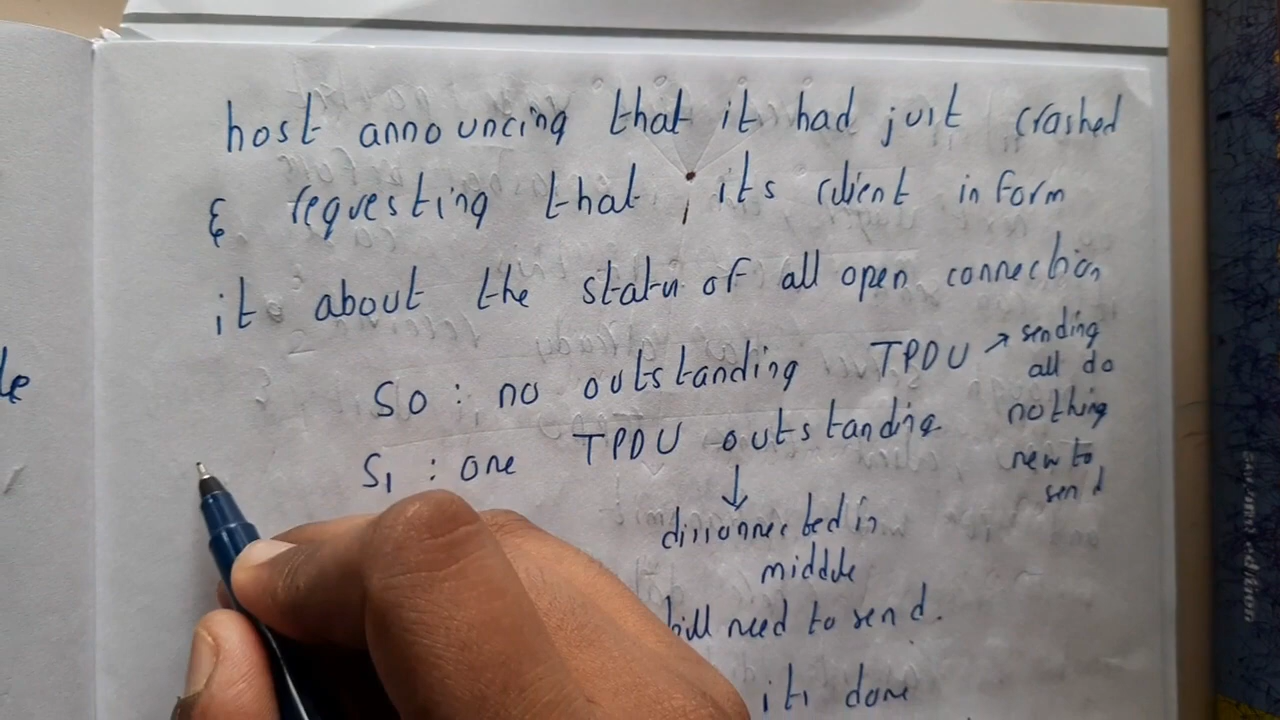 host announcing that it had just crashed
& requesting that its client inform
it about the status of all open connection
S0 : no outstanding TPDU → sending
all do
nothing
new to
send
S1 : one TPDU outstanding
↓
disconnected in
middle
still need to send.
its done